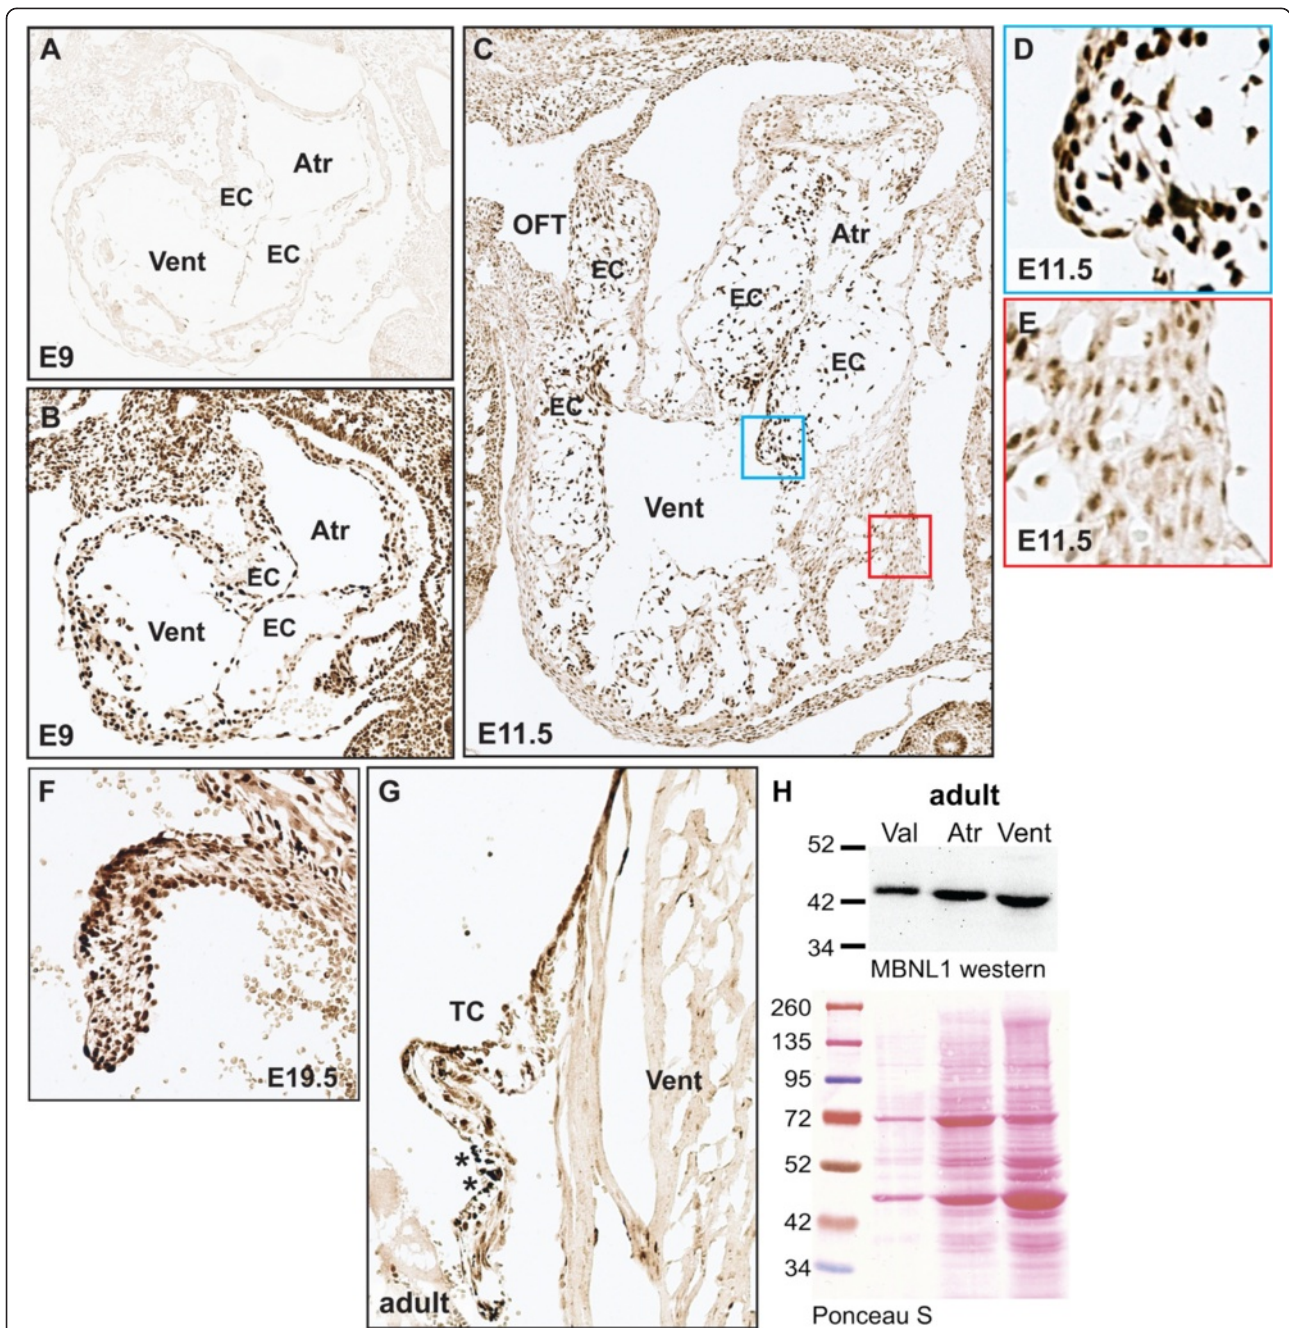 A
Atr
EC
EC
Vent
E9
B
Atr
EC
EC
Vent
E9
C
OFT
EC
Atr
EC
EC
EC
Vent
E11.5
D
E11.5
E
E11.5
F
E19.5
G
TC
Vent
*
*
adult
H
adult
Val Atr Vent
52
42
34
MBNL1 western
260
135
95
72
52
42
34
Ponceau S